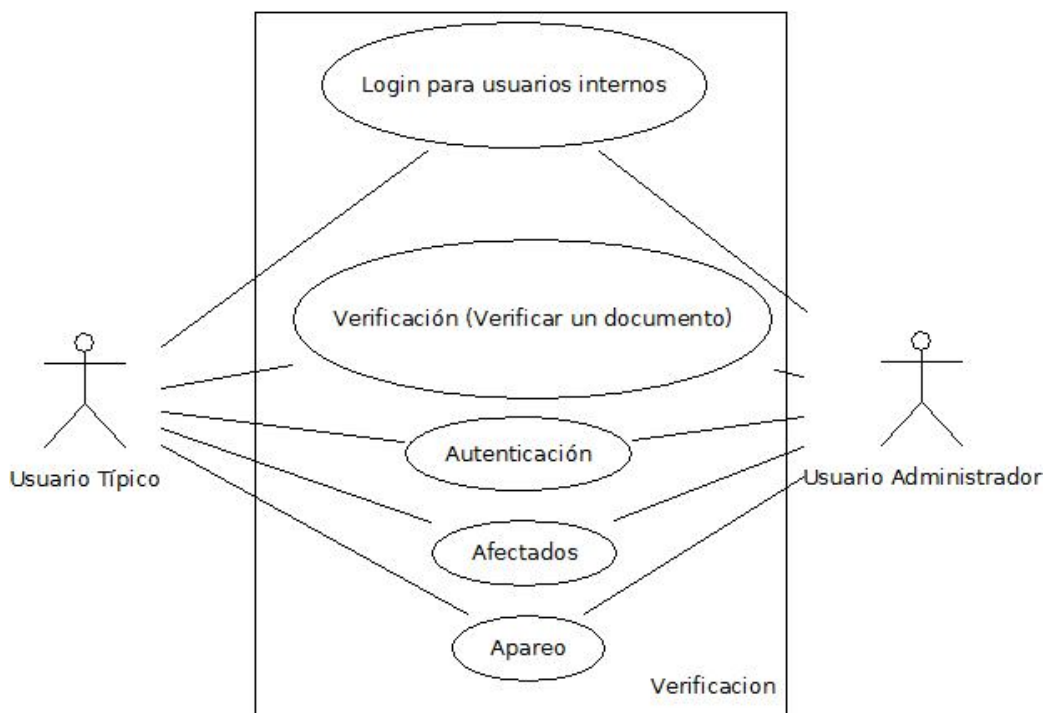 Login para usuarios internos
Verificación (Verificar un documento)
Autenticación
Usuario Típico
Usuario Administrador
Afectados
Apareo
Verificacion